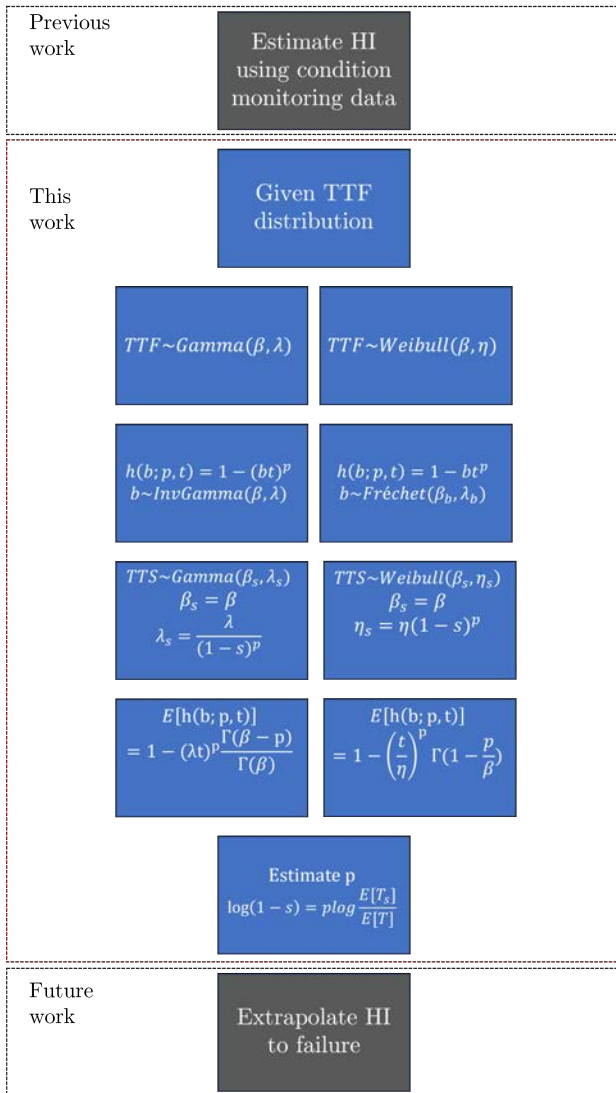 Previous
work
Estimate HI
using condition
monitoring data
This
work
Given TTF
distribution
TTF~Gamma(β, λ)
TTF~Weibull(β, η)
h(b; p, t) = 1 − (bt)^p
b~InvGamma(β, λ)
h(b; p, t) = 1 − bt^p
b~Fréchet(β_b, λ_b)
TTS~Gamma(β_s, λ_s)
β_s = β
λ_s = λ / (1 − s)^p
TTS~Weibull(β_s, η_s)
β_s = β
η_s = η(1 − s)^p
E[h(b; p, t)]
= 1 − (λt)^p Γ(β − p) / Γ(β)
E[h(b; p, t)]
= 1 − (t / η)^p Γ(1 − p / β)
Estimate p
log(1 − s) = plog E[T_s] / E[T]
Future
work
Extrapolate HI
to failure